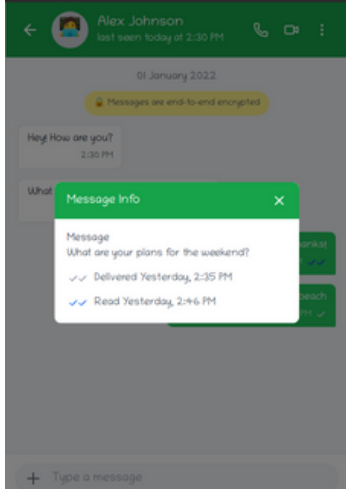 Alex Johnson
last seen today at 2:30 PM
01 January 2022
Messages are end-to-end encrypted
Hey! How are you?
2:30 PM
What
Message Info
Message
What are your plans for the weekend?
Delivered Yesterday, 2:35 PM
Read Yesterday, 2:46 PM
hanks!
beach
PM
Type a message